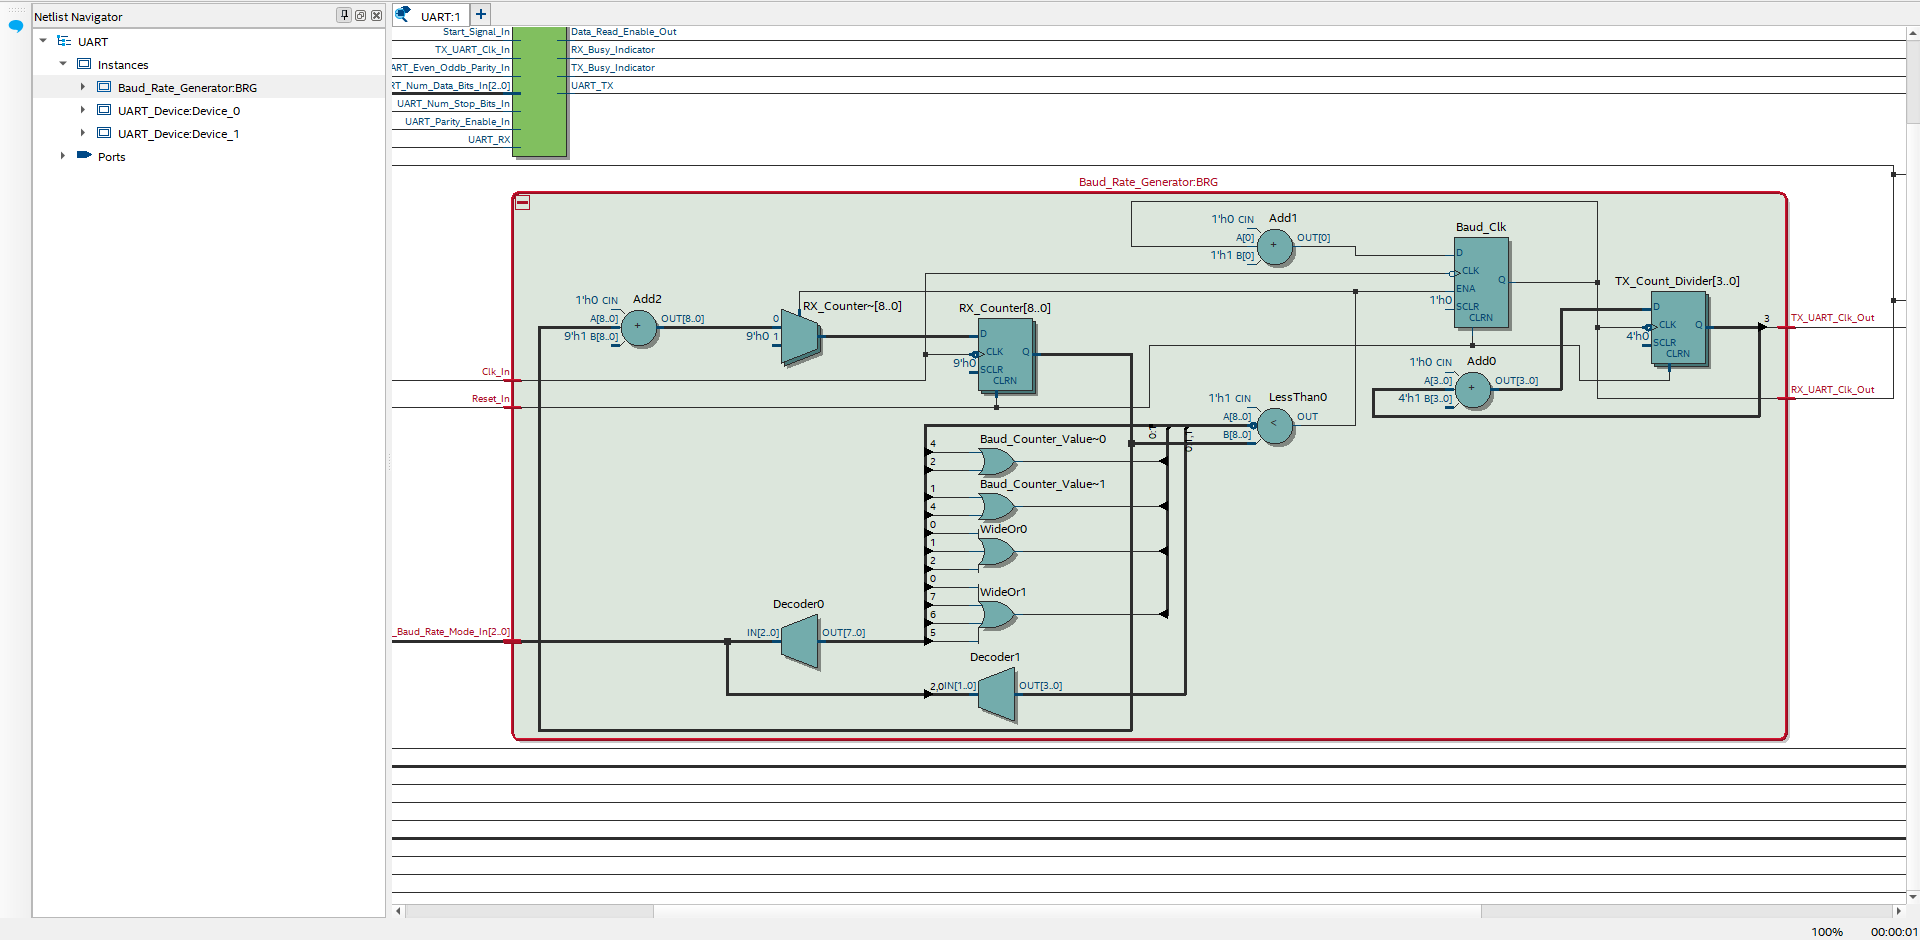 Netlist Navigator
UART
Instances
Baud_Rate_Generator:BRG
UART_Device:Device_0
UART_Device:Device_1
Ports
UART:1
Start_Signal_In
Data_Read_Enable_Out
TX_UART_Clk_In
RX_Busy_Indicator
ART_Even_Oddb_Parity_In
TX_Busy_Indicator
RT_Num_Data_Bits_In[2..0]
UART_TX
UART_Num_Stop_Bits_In
UART_Parity_Enable_In
UART_RX
Baud_Rate_Generator:BRG
1'h0 CIN
Add1
A[0]
+
OUT[0]
1'h1 B[0]
Baud_Clk
D
CLK
ENA
1'h0
SCLR
CLRN
Q
TX_Count_Divider[3..0]
D
CLK
4'h0
SCLR
CLRN
Q
3
TX_UART_Clk_Out
RX_UART_Clk_Out
1'h0 CIN
Add2
A[8..0]
+
OUT[8..0]
9'h1 B[8..0]
RX_Counter~[8..0]
0
9'h0 1
RX_Counter[8..0]
D
CLK
9'h0
SCLR
CLRN
Q
1'h0 CIN
Add0
A[3..0]
+
OUT[3..0]
4'h1 B[3..0]
Clk_In
Reset_In
1'h1 CIN
LessThan0
A[8..0]
<
OUT
B[8..0]
Baud_Counter_Value~0
4
2
Baud_Counter_Value~1
1
4
WideOr0
0
1
2
WideOr1
0
7
6
5
Decoder0
IN[2..0]
OUT[7..0]
_Baud_Rate_Mode_In[2..0]
Decoder1
2,0
IN[1..0]
OUT[3..0]
100%
00:00:01